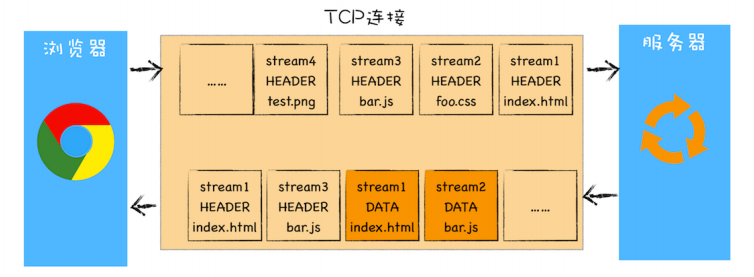 TCP连接
浏览器
服务器
……
stream4
HEADER
test.png
stream3
HEADER
bar.js
stream2
HEADER
foo.css
stream1
HEADER
index.html
stream1
HEADER
index.html
stream3
HEADER
bar.js
stream1
DATA
index.html
stream2
DATA
bar.js
……